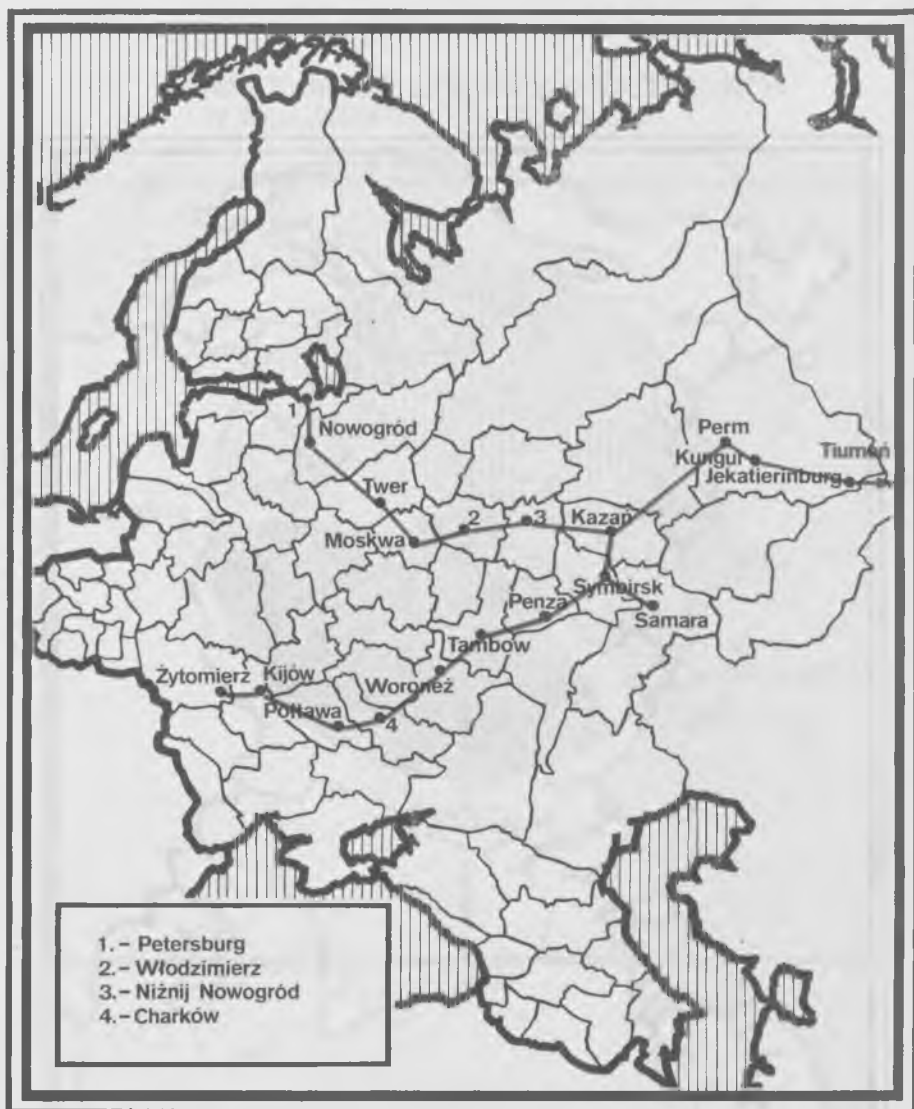 1
Nowogród
Perm
Kungur
Jekatierinburg
Tiumeń
Twer
2
3
Kazań
Moskwa
Symbirsk
Penza
Samara
Tambow
Żytomierz
Kijów
Woroneż
Połtawa
4
1.– Petersburg
2.– Włodzimierz
3.– Niżnij Nowogród
4.– Charków